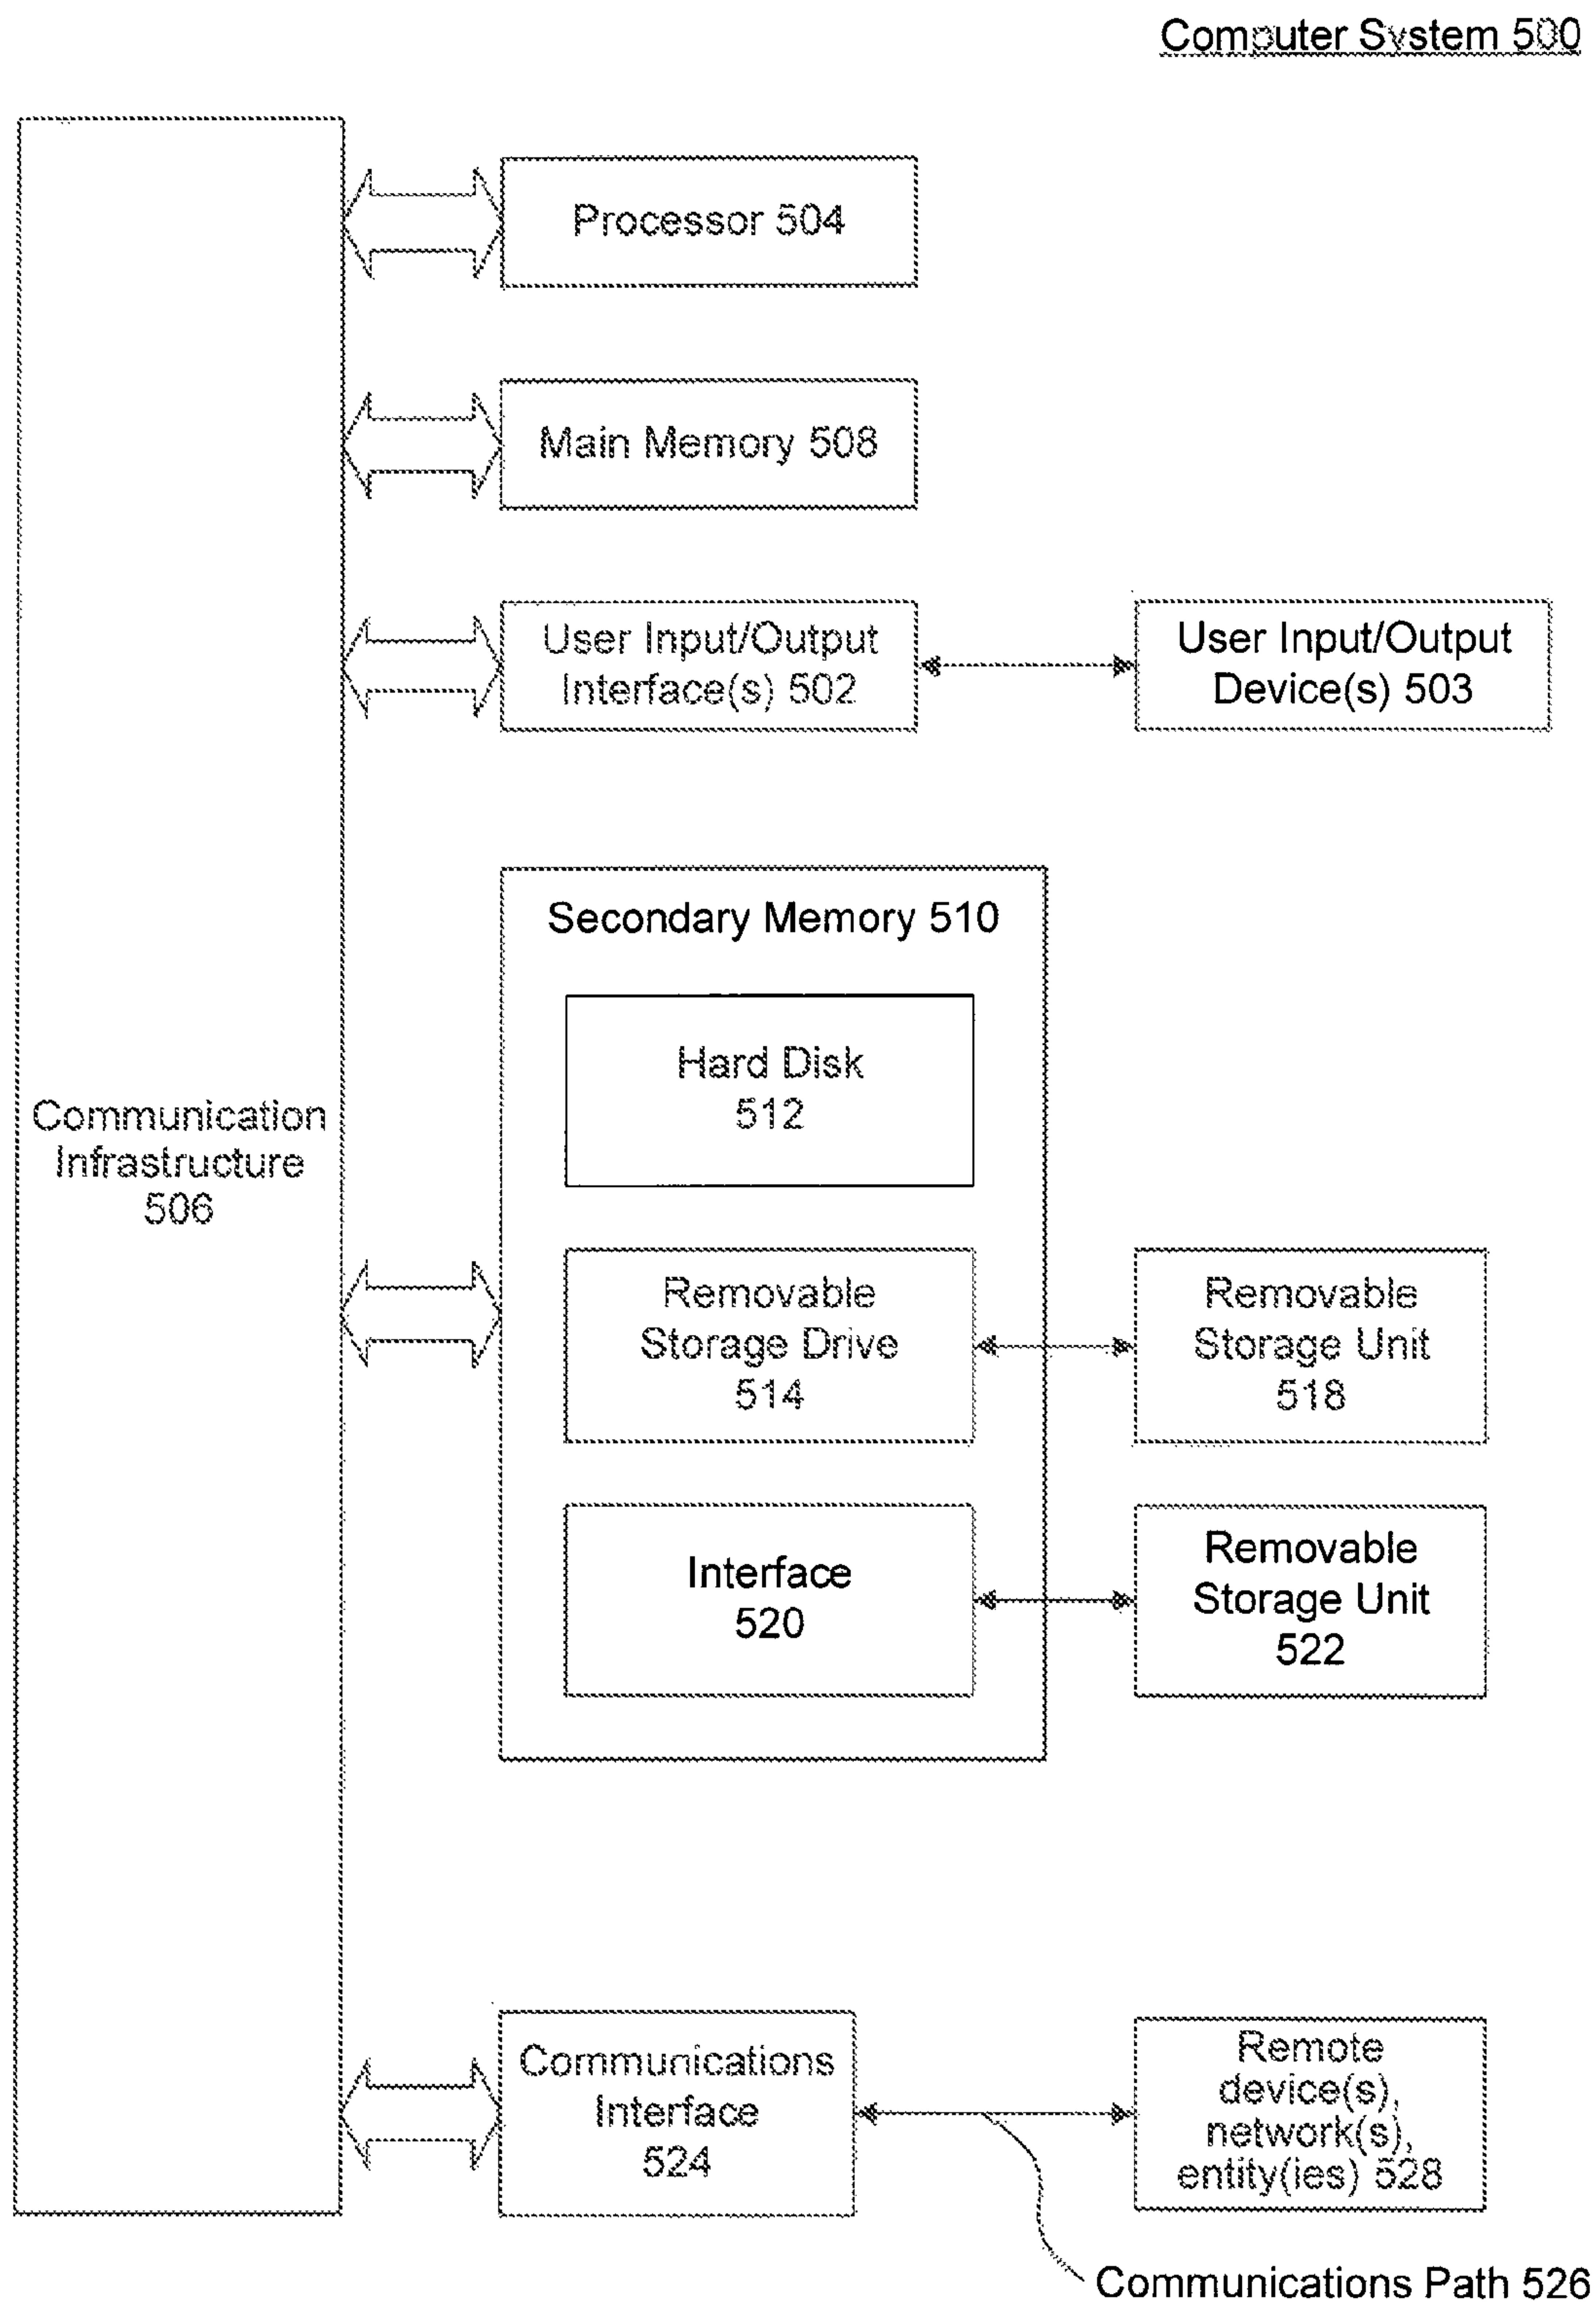 Computer System 500
Processor 504
Main Memory 508
User Input/Output
Interface(s) 502
User Input/Output
Device(s) 503
Secondary Memory 510
Hard Disk
512
Communication
Infrastructure
506
Removable
Storage Drive
514
Removable
Storage Unit
518
Interface
520
Removable
Storage Unit
522
Communications
Interface
524
Remote
device(s),
network(s),
entity(ies) 528
Communications Path 526